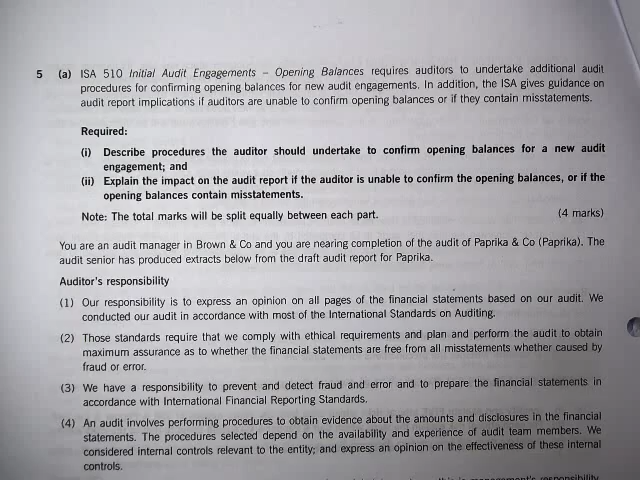 5 (a) ISA 510 Initial Audit Engagements – Opening Balances requires auditors to undertake additional audit
procedures for confirming opening balances for new audit engagements. In addition, the ISA gives guidance on
audit report implications if auditors are unable to confirm opening balances or if they contain misstatements.
Required:
(i) Describe procedures the auditor should undertake to confirm opening balances for a new audit
engagement; and
(ii) Explain the impact on the audit report if the auditor is unable to confirm the opening balances, or if the
opening balances contain misstatements.
Note: The total marks will be split equally between each part. (4 marks)
You are an audit manager in Brown & Co and you are nearing completion of the audit of Paprika & Co (Paprika). The
audit senior has produced extracts below from the draft audit report for Paprika.
Auditor's responsibility
(1) Our responsibility is to express an opinion on all pages of the financial statements based on our audit. We
conducted our audit in accordance with most of the International Standards on Auditing.
(2) Those standards require that we comply with ethical requirements and plan and perform the audit to obtain
maximum assurance as to whether the financial statements are free from all misstatements whether caused by
fraud or error.
(3) We have a responsibility to prevent and detect fraud and error and to prepare the financial statements in
accordance with International Financial Reporting Standards.
(4) An audit involves performing procedures to obtain evidence about the amounts and disclosures in the financial
statements. The procedures selected depend on the availability and experience of audit team members. We
considered internal controls relevant to the entity; and express an opinion on the effectiveness of these internal
controls.